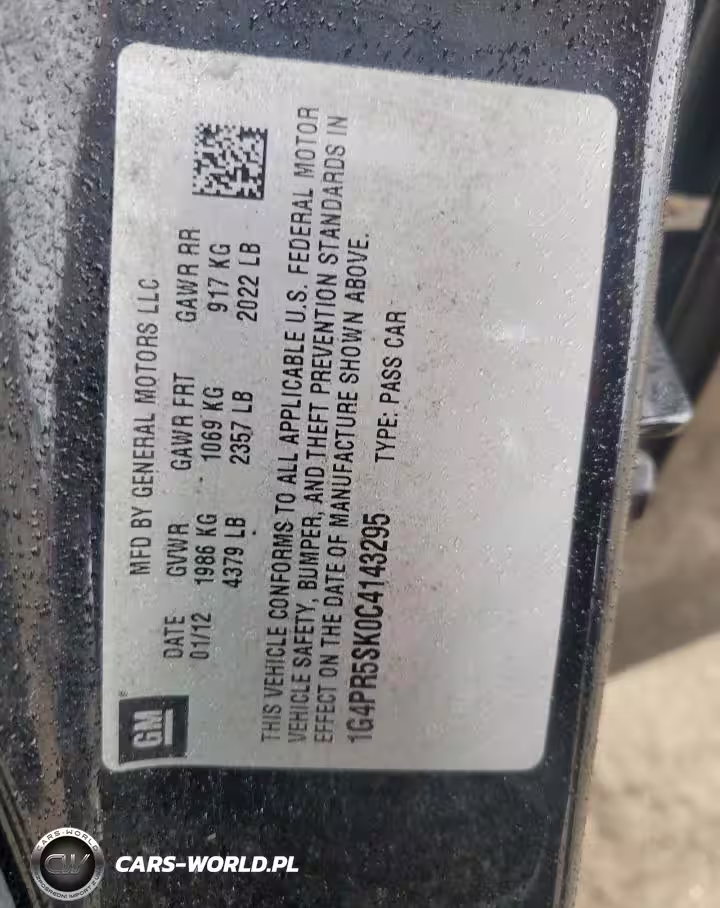 GM
MFD BY GENERAL MOTORS LLC
DATE GVWR GAWR FRT GAWR RR
01/12 1986 KG 1069 KG 917 KG
4379 LB 2357 LB 2022 LB
THIS VEHICLE CONFORMS TO ALL APPLICABLE U.S. FEDERAL MOTOR
VEHICLE SAFETY, BUMPER, AND THEFT PREVENTION STANDARDS IN
EFFECT ON THE DATE OF MANUFACTURE SHOWN ABOVE.
1G4PR5SK0C4143295 TYPE: PASS CAR
CARS-WORLD
CARS-WORLD.PL